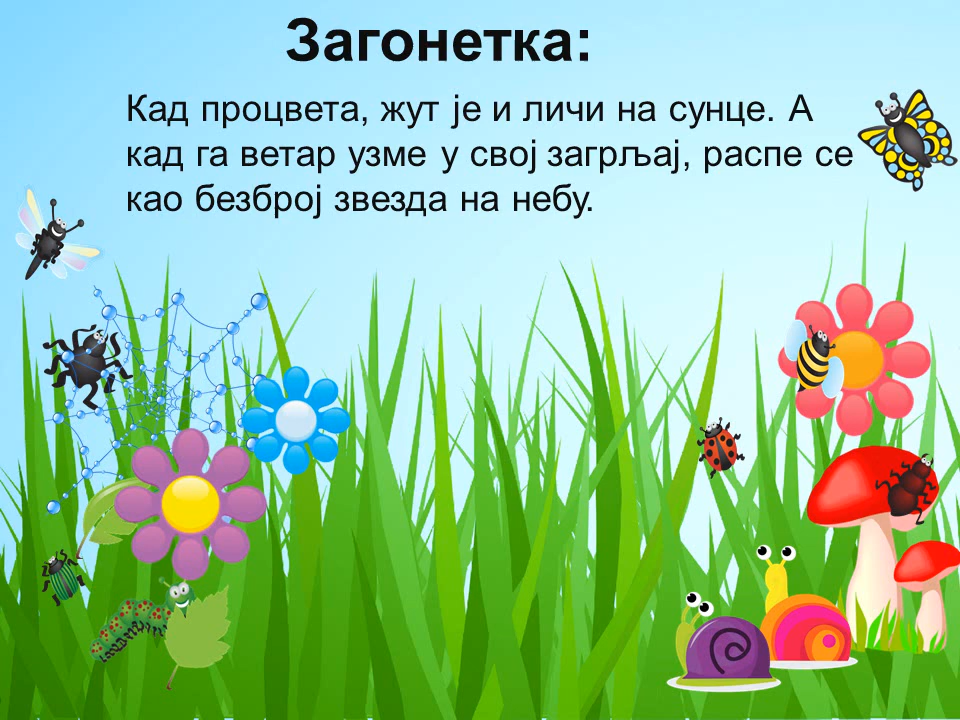 Загонетка:
Кад процвета, жут је и личи на сунце. А
кад га ветар узме у свој загрљај, распе се
као безброј звезда на небу.